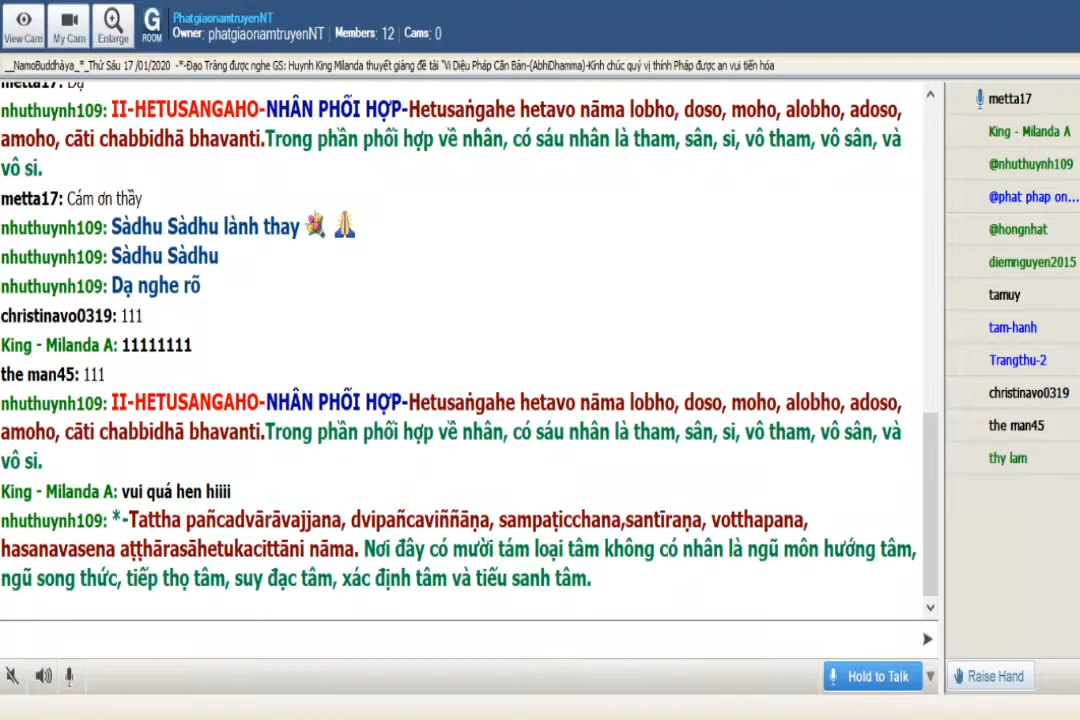 View Cam
My Cam
Enlarge
G
ROOM
PhatgiaonamtruyenNT
Owner: phatgiaonamtruyenNT | Members: 12 | Cams: 0
__NamoBuddhàya_*_Thứ Sáu 17 /01/2020 -*-Đạo Tràng được nghe GS: Huynh King Milanda thuyết giảng đề tài "Vi Diệu Pháp Căn Bản-(AbhiDhamma)-Kính chúc quý vị thính Pháp được an vui tiến hóa
metta17: Dạ
nhuthuynh109: II-HETUSANGAHO-NHÂN PHỐI HỢP-Hetusaṅgahe hetavo nāma lobho, doso, moho, alobho, adoso,
amoho, cāti chabbidhā bhavanti.Trong phần phối hợp về nhân, có sáu nhân là tham, sân, si, vô tham, vô sân, và
vô si.
metta17: Cám ơn thầy
nhuthuynh109: Sàdhu Sàdhu lành thay
nhuthuynh109: Sàdhu Sàdhu
nhuthuynh109: Dạ nghe rõ
christinavo0319: 111
King - Milanda A: 11111111
the man45: 111
nhuthuynh109: II-HETUSANGAHO-NHÂN PHỐI HỢP-Hetusaṅgahe hetavo nāma lobho, doso, moho, alobho, adoso,
amoho, cāti chabbidhā bhavanti.Trong phần phối hợp về nhân, có sáu nhân là tham, sân, si, vô tham, vô sân, và
vô si.
King - Milanda A: vui quá hen hiiii
nhuthuynh109: *-Tattha pañcadvārāvajjana, dvipañcaviññāṇa, sampaṭicchana,santīraṇa, votthapana,
hasanavasena aṭṭhārasāhetukacittāni nāma. Nơi đây có mười tám loại tâm không có nhân là ngũ môn hướng tâm,
ngũ song thức, tiếp thọ tâm, suy đạc tâm, xác định tâm và tiếu sanh tâm.
metta17
King - Milanda A
@nhuthuynh109
@phat phap on...
@hongnhat
diemnguyen2015
tamuy
tam-hanh
Trangthu-2
christinavo0319
the man45
thy lam
Hold to Talk
Raise Hand